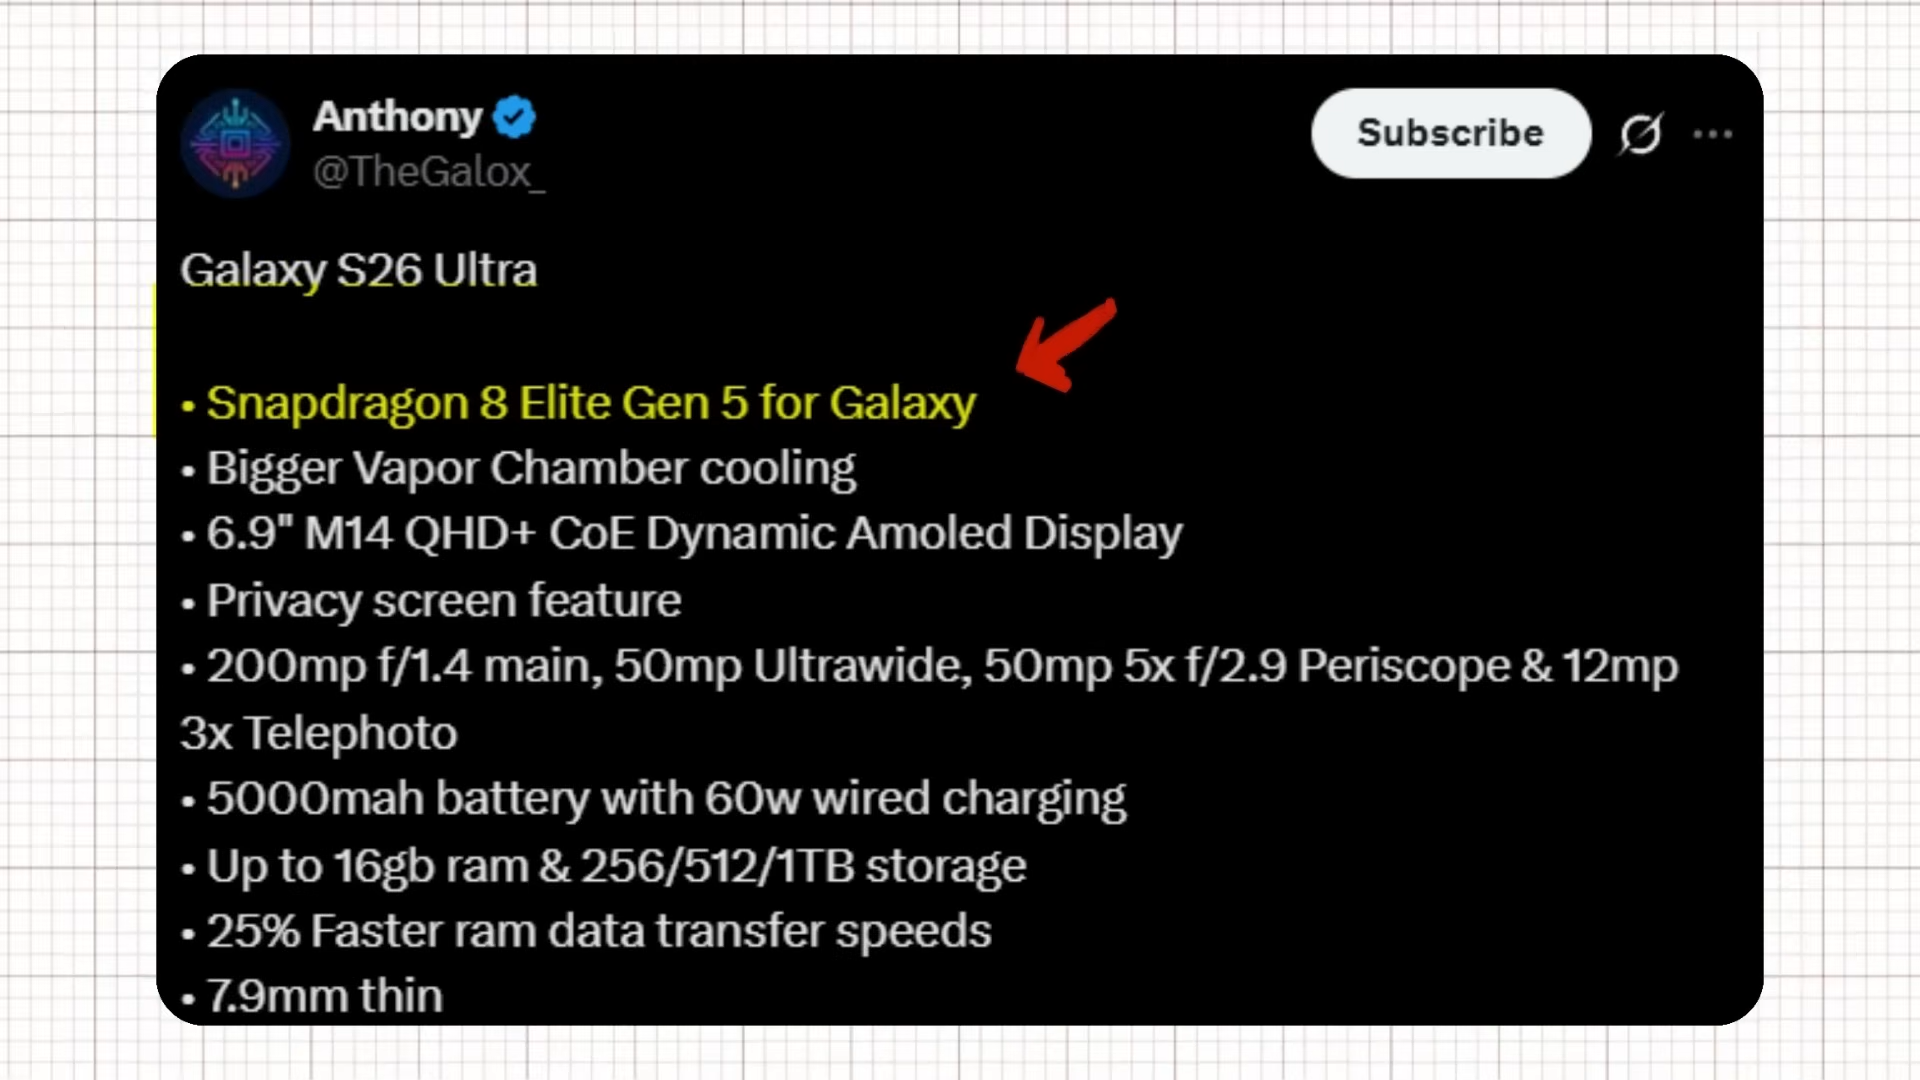 Anthony
@TheGalox_
Subscribe
Galaxy S26 Ultra
• Snapdragon 8 Elite Gen 5 for Galaxy
• Bigger Vapor Chamber cooling
• 6.9" M14 QHD+ CoE Dynamic Amoled Display
• Privacy screen feature
• 200mp f/1.4 main, 50mp Ultrawide, 50mp 5x f/2.9 Periscope & 12mp
3x Telephoto
• 5000mah battery with 60w wired charging
• Up to 16gb ram & 256/512/1TB storage
• 25% Faster ram data transfer speeds
• 7.9mm thin